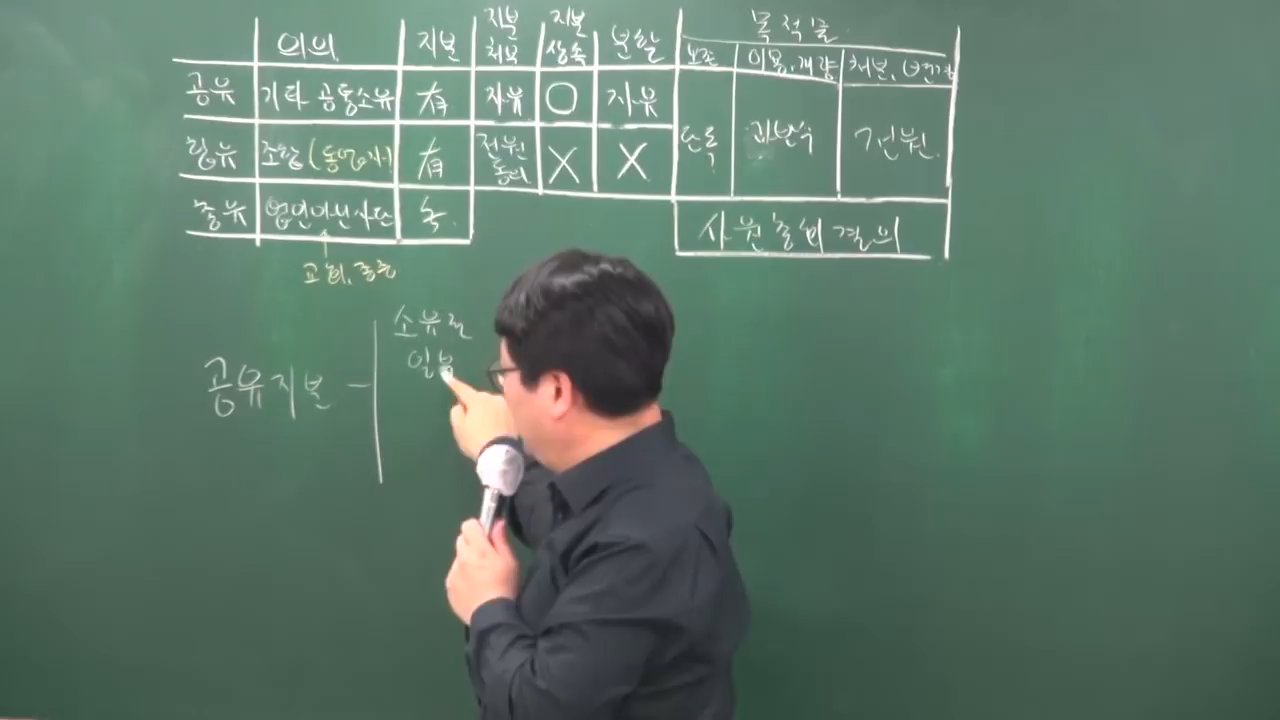 의의 지분 지분처분 지분상속 분할 목적물
보존 이용, 개량 처분, 변경
공유 기타 공동소유 有 자유 ○ 자유
단독 과반수 전원
합유 조합 (동업자) 有 전원동의 X X
총유 법인아닌사단 무 사원총회결의
교회, 종중
공유지분 - 소유권
일부